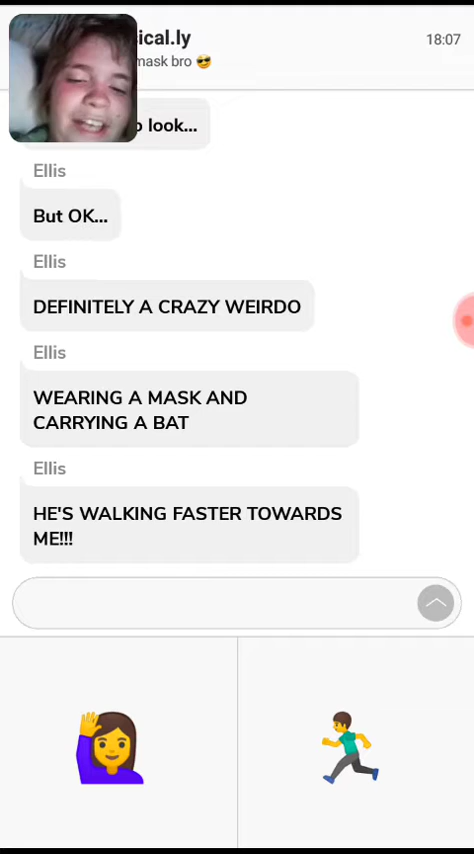 ical.ly
18:07
mask bro 😎
look...
Ellis
But OK...
Ellis
DEFINITELY A CRAZY WEIRDO
Ellis
WEARING A MASK AND
CARRYING A BAT
Ellis
HE'S WALKING FASTER TOWARDS
ME!!!